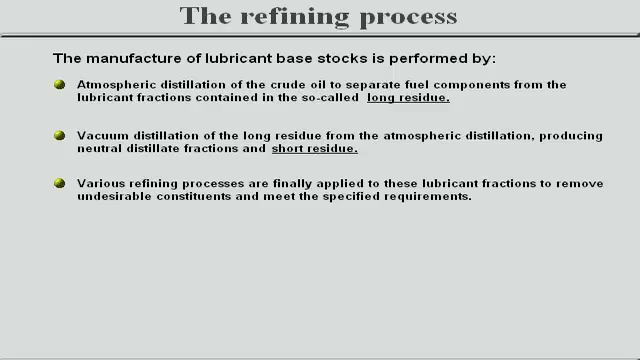 The refining process
The manufacture of lubricant base stocks is performed by:
Atmospheric distillation of the crude oil to separate fuel components from the
lubricant fractions contained in the so-called long residue.
Vacuum distillation of the long residue from the atmospheric distillation, producing
neutral distillate fractions and short residue.
Various refining processes are finally applied to these lubricant fractions to remove
undesirable constituents and meet the specified requirements.